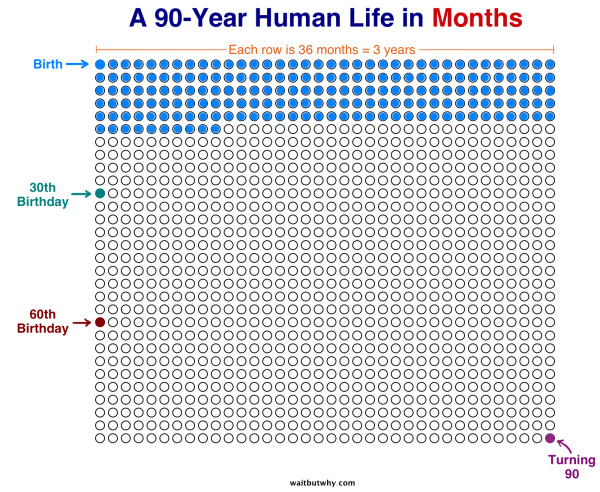 A 90-Year Human Life in Months
Each row is 36 months = 3 years
Birth
30th
Birthday
60th
Birthday
Turning
90
waitbutwhy.com